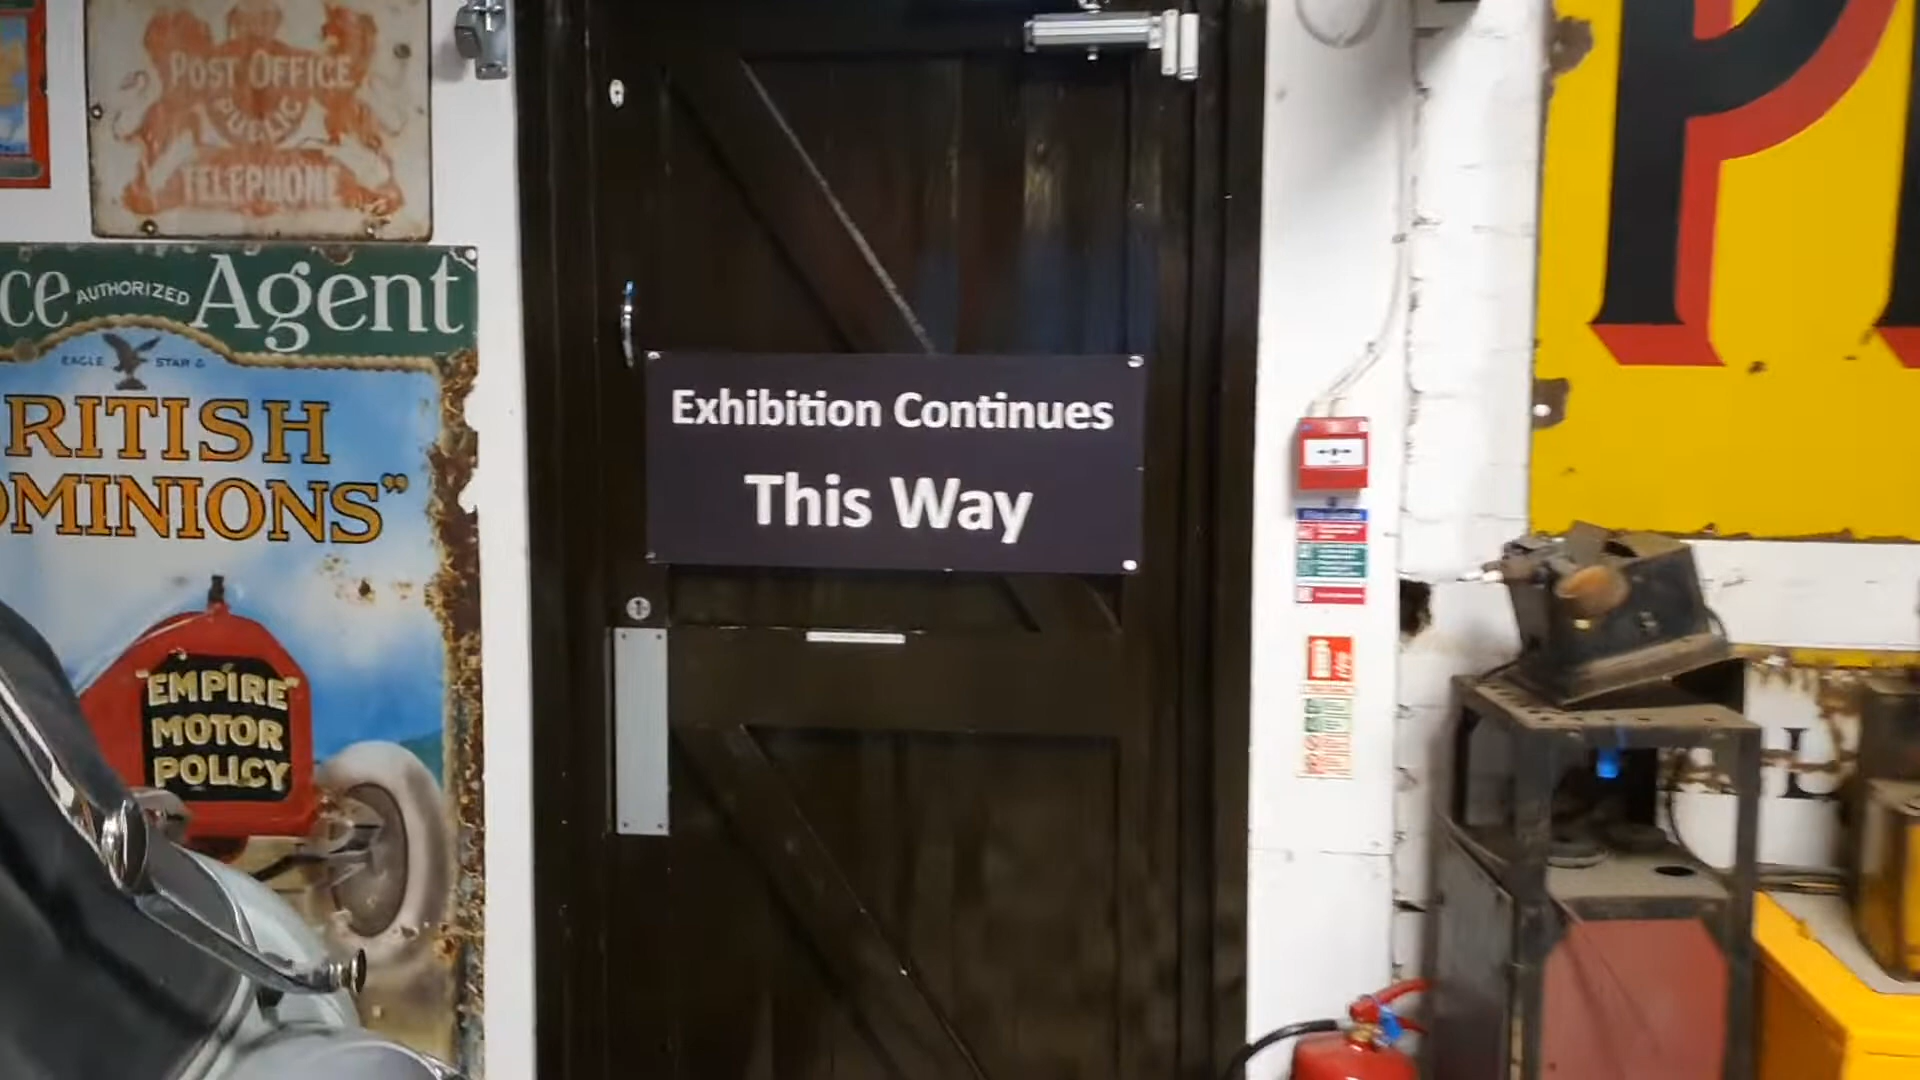 POST OFFICE
PUBLIC
TELEPHONE
ce AUTHORIZED Agent
EAGLE STAR &
RITISH
OMINIONS”
"EMPIRE"
MOTOR
POLICY
Exhibition Continues
This Way
P
L